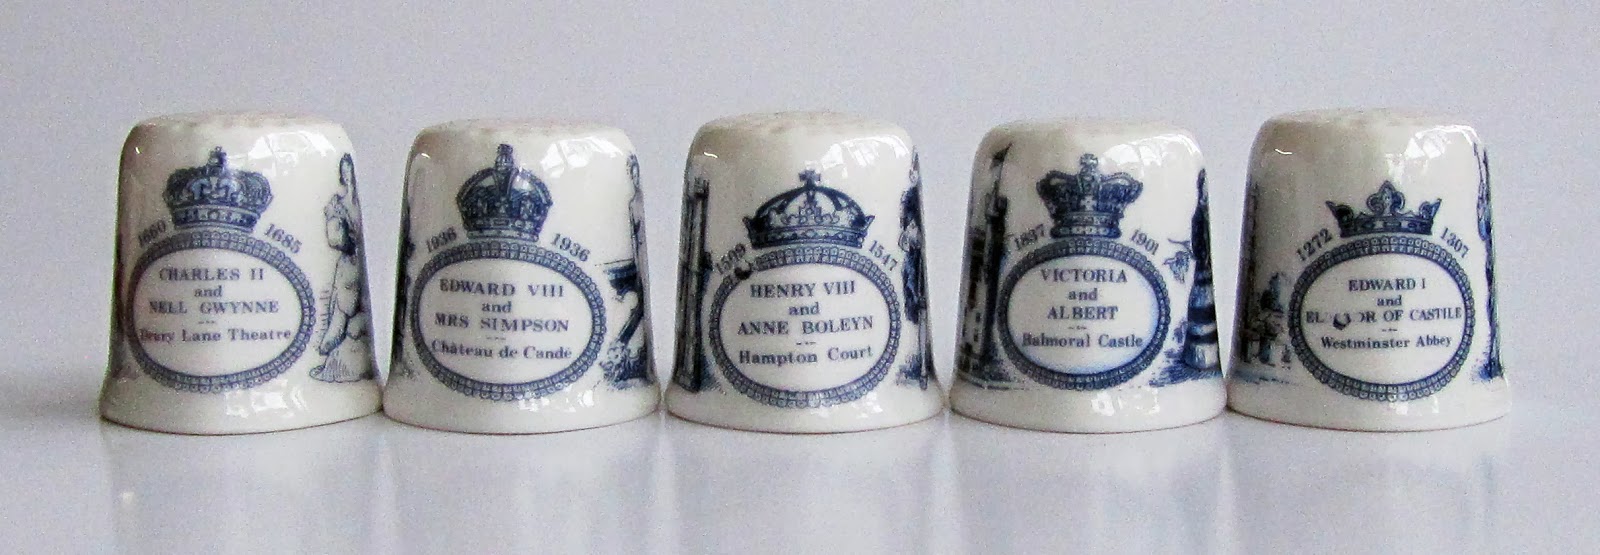 1660 1685
CHARLES II
and
NELL GWYNNE
Drury Lane Theatre
1936 1936
EDWARD VIII
and
MRS SIMPSON
Château de Cande
1509 1547
HENRY VIII
and
ANNE BOLEYN
Hampton Court
1837 1901
VICTORIA
and
ALBERT
Balmoral Castle
1272 1307
EDWARD I
and
OF CASTILE
Westminster Abbey